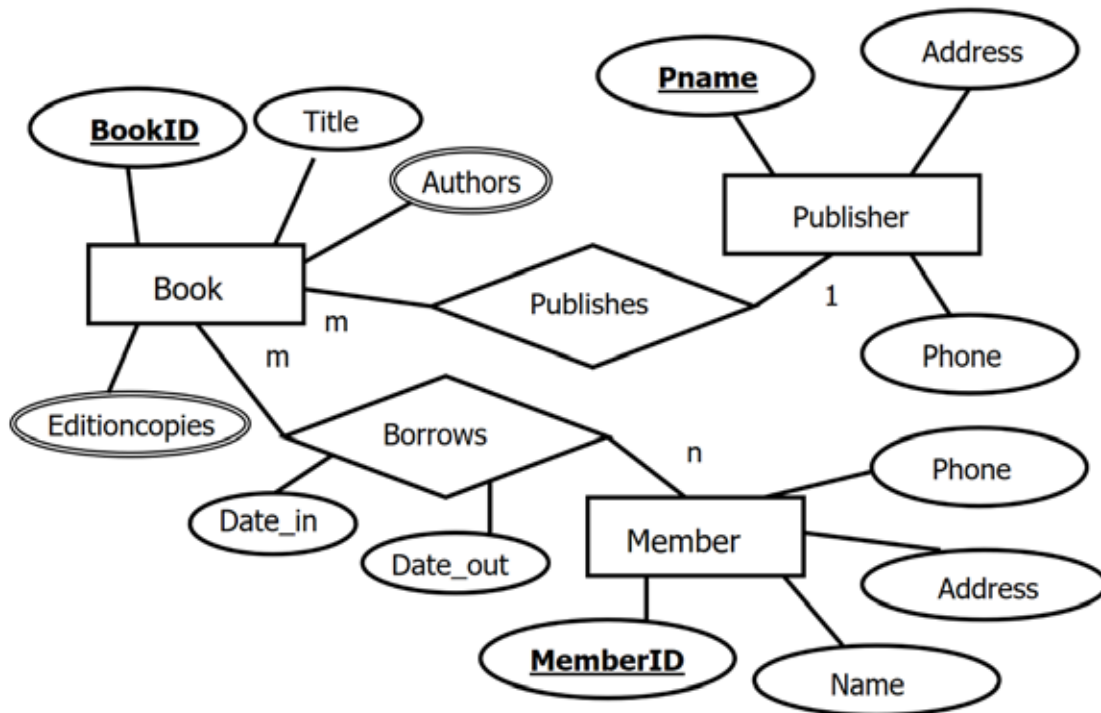 Address
Pname
BookID
Title
Authors
Publisher
Book
Publishes
1
m
m
Phone
Editioncopies
Borrows
n
Phone
Date_in
Member
Date_out
Address
MemberID
Name